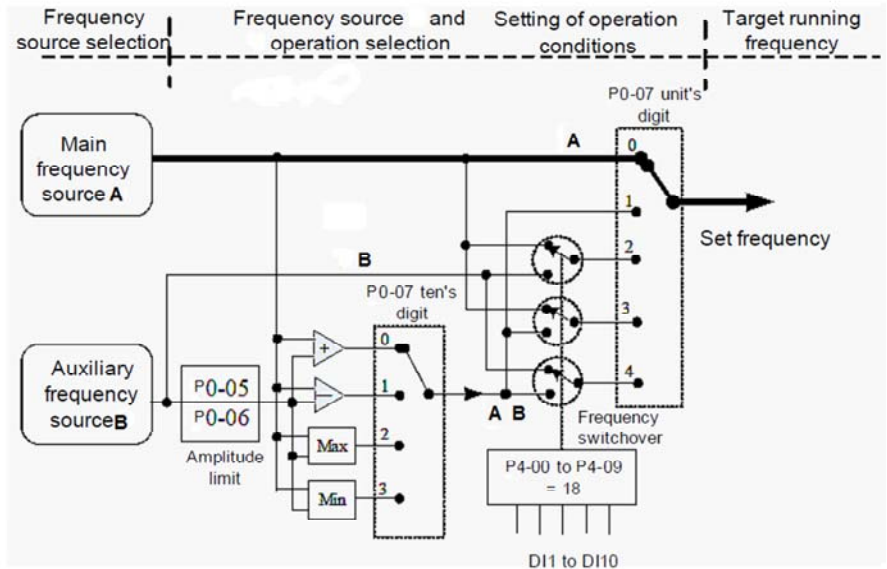 Frequency
source selection
Frequency source and
operation selection
Setting of operation
conditions
Target running
frequency
P0-07 unit's
digit
Main
frequency
source A
A
0
1
2
3
4
Set frequency
B
P0-07 ten's
digit
Auxiliary
frequency
sourceB
P0-05
P0-06
Amplitude
limit
+
−
Max
Min
0
1
2
3
A B
Frequency
switchover
P4-00 to P4-09
= 18
DI1 to DI10